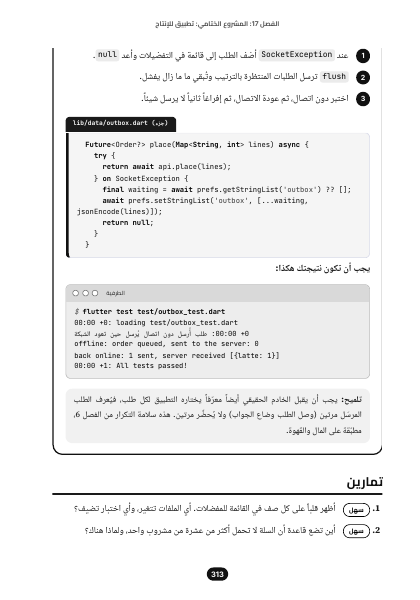 الفصل 17: المشروع الختامي: تطبيق للإنتاج
1 عند SocketException أضف الطلب إلى قائمة في التفضيلات وأعد null.
2 flush ترسل الطلبات المنتظرة بالترتيب وتُبقي ما ما زال يفشل.
3 اختبر دون اتصال، ثم عودة الاتصال، ثم إفراغاً ثانياً لا يرسل شيئاً.
lib/data/outbox.dart (جزء)
Future<Order?> place(Map<String, int> lines) async {
try {
return await api.place(lines);
} on SocketException {
final waiting = await prefs.getStringList('outbox') ?? [];
await prefs.setStringList('outbox', [...waiting,
jsonEncode(lines)]);
return null;
}
}
يجب أن تكون نتيجتك هكذا:
الطرفية
$ flutter test test/outbox_test.dart
00:00 +0: loading test/outbox_test.dart
00:00 +0: طلب أُرسل دون اتصال يُرسل حين تعود الشبكة
offline: order queued, sent to the server: 0
back online: 1 sent, server received [{latte: 1}]
00:00 +1: All tests passed!
تلميح: يجب أن يقبل الخادم الحقيقي أيضاً معرّفاً يختاره التطبيق لكل طلب، فيُعرف الطلب
المرسَل مرتين (وصل الطلب وضاع الجواب) ولا يُحضَّر مرتين. هذه سلامة التكرار من الفصل 6،
مطبّقة على المال والقهوة.
تمارين
1. سهل أظهر قلباً على كل صف في القائمة للمفضلات. أي الملفات تتغير، وأي اختبار تضيف؟
2. سهل أين تضع قاعدة أن السلة لا تحمل أكثر من عشرة من مشروب واحد، ولماذا هناك؟
313